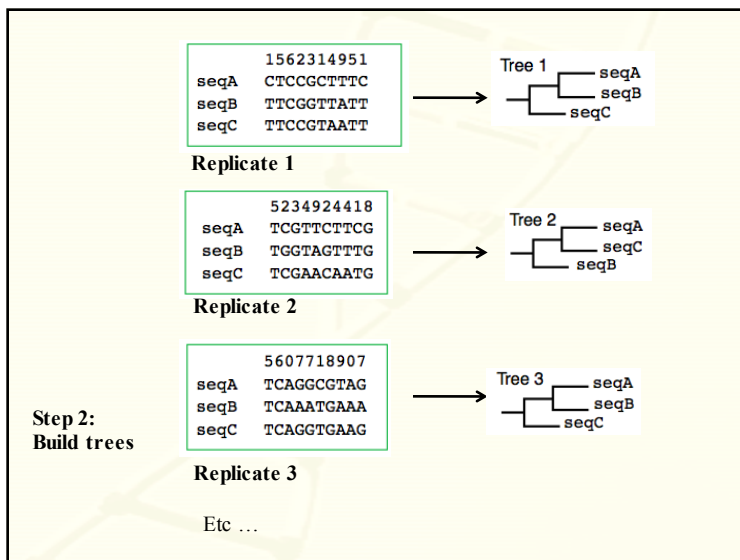 1562314951
seqA CTCCGCTTTC
seqB TTCGGTTATT
seqC TTCCGTAATT
Replicate 1
Tree 1
seqA
seqB
seqC
5234924418
seqA TCGTTCTTCG
seqB TGGTAGTTTG
seqC TCGAACAATG
Replicate 2
Tree 2
seqA
seqC
seqB
5607718907
seqA TCAGGCGTAG
seqB TCAAATGAAA
seqC TCAGGTGAAG
Replicate 3
Tree 3
seqA
seqB
seqC
Step 2:
Build trees
Etc …